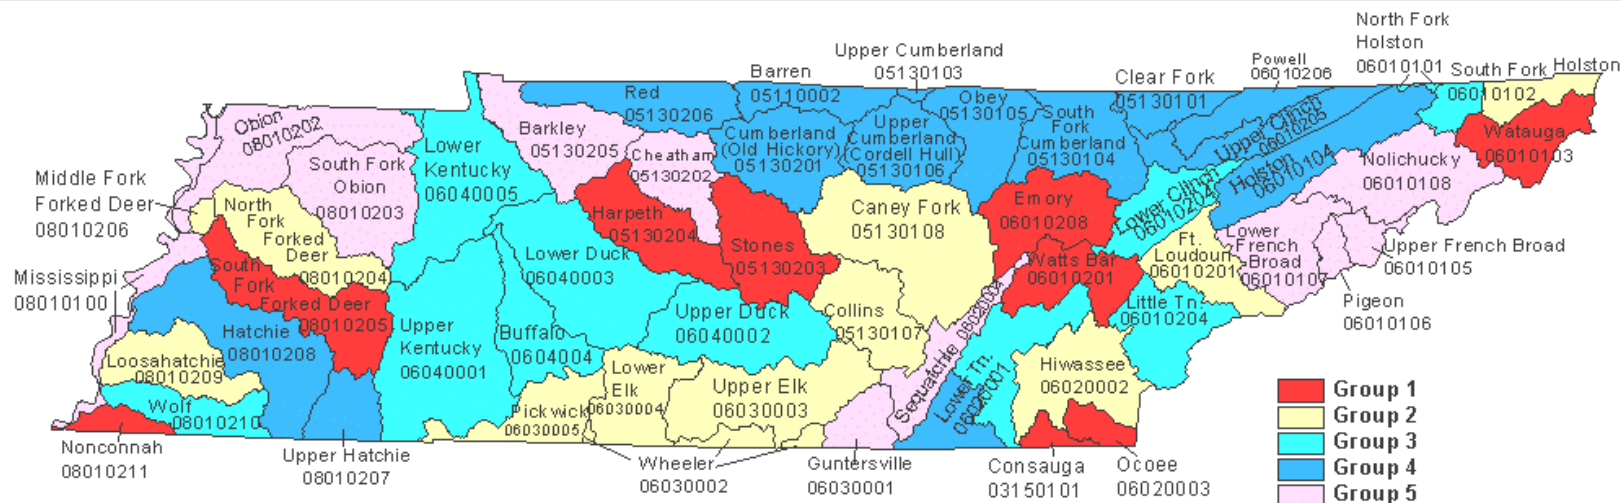 North Fork
Holston
06010101
Upper Cumberland
05130103
Powell
06010206
South Fork Holston
06010102
Barren
05110002
Clear Fork
05130101
Red
05130206
Obey
05130105
Obion
08010202
Barkley
05130205
Cumberland
(Old Hickory)
05130201
Upper
Cumberland
(Cordell Hull)
05130106
South
Fork
Cumberland
05130104
Upper Clinch
06010205
Watauga
06010103
Lower
Kentucky
06040005
Cheatham
05130202
Holston
06010104
Nolichucky
06010108
South Fork
Obion
08010203
Middle Fork
Forked Deer
08010206
North
Fork
Forked
Deer
08010204
Harpeth
05130204
Stones
05130203
Caney Fork
05130108
Emory
06010208
Lower Clinch
06010204
Ft.
Loudoun
06010201
Lower
French
Broad
06010107
Upper French Broad
06010105
Pigeon
06010106
Mississippi
08010100
South
Fork
Forked Deer
08010205
Lower Duck
06040003
Watts Bar
06010201
Little Tn.
06010204
Hatchie
08010208
Upper
Kentucky
06040001
Buffalo
0604004
Upper Duck
06040002
Collins
05130107
Sequatchie
Lower Tn.
06020001
Hiwassee
06020002
Loosahatchie
08010209
Wolf
08010210
Lower
Elk
06030004
Upper Elk
06030003
Pickwick
06030005
Nonconnah
08010211
Upper Hatchie
08010207
Wheeler
06030002
Guntersville
06030001
Consauga
03150101
Ocoee
06020003
Group 1
Group 2
Group 3
Group 4
Group 5